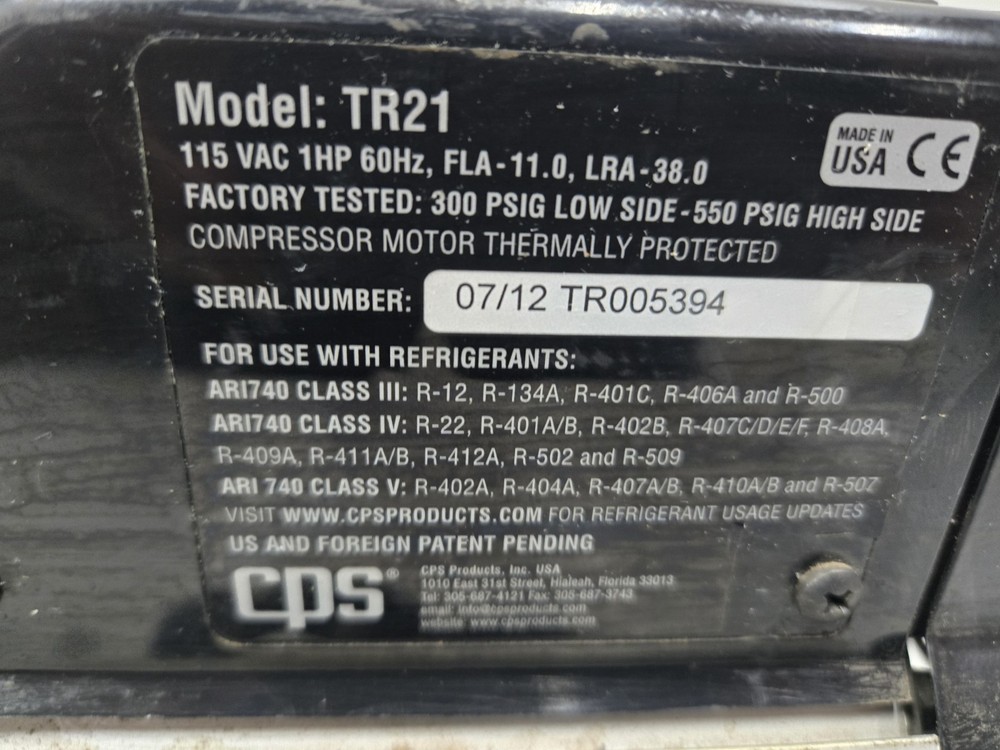 Model: TR21
MADE IN
USA CE
115 VAC 1HP 60Hz, FLA-11.0, LRA-38.0
FACTORY TESTED: 300 PSIG LOW SIDE-550 PSIG HIGH SIDE
COMPRESSOR MOTOR THERMALLY PROTECTED
SERIAL NUMBER: 07/12 TR005394
FOR USE WITH REFRIGERANTS:
ARI740 CLASS III: R-12, R-134A, R-401C, R-406A and R-500
ARI740 CLASS IV: R-22, R-401A/B, R-402B, R-407C/D/E/F, R-408A,
R-409A, R-411A/B, R-412A, R-502 and R-509
ARI 740 CLASS V: R-402A, R-404A, R-407A/B, R-410A/B and R-507
VISIT WWW.CPSPRODUCTS.COM FOR REFRIGERANT USAGE UPDATES
US AND FOREIGN PATENT PENDING
CPS®
CPS Products, Inc. USA
1010 East 31st Street, Hialeah, Florida 33013
Tel: 305-687-4121 Fax: 305-687-3743
email: info@cpsproducts.com
website: www.cpsproducts.com